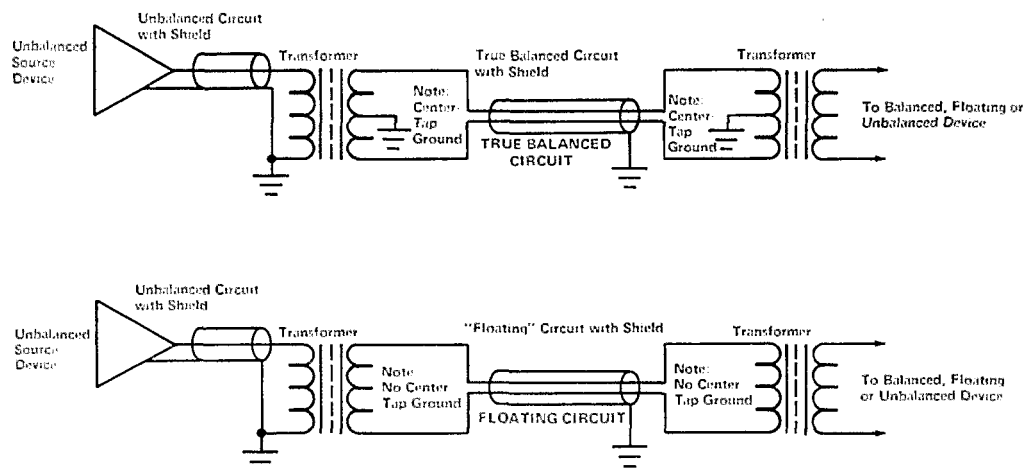 Unbalanced Circuit
with Shield
Unbalanced
Source
Device
Transformer
Note:
Center-
Tap
Ground
True Balanced Circuit
with Shield
TRUE BALANCED
CIRCUIT
Note:
Center-
Tap
Ground
Transformer
To Balanced, Floating or
Unbalanced Device
Unbalanced Circuit
with Shield
Unbalanced
Source
Device
Transformer
Note
No Center
Tap Ground
"Floating" Circuit with Shield
FLOATING CIRCUIT
Note:
No Center
Tap Ground
Transformer
To Balanced, Floating
or Unbalanced Device